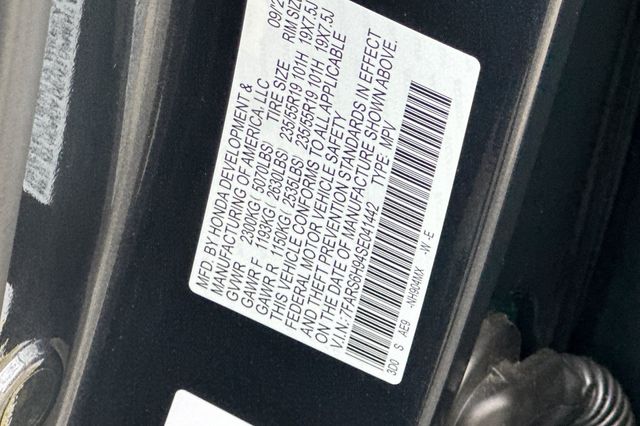 MFD. BY HONDA DEVELOPMENT & 09/2
MANUFACTURING OF AMERICA, LLC
TIRE SIZE RIM SIZE
GVWR 2300KG( 5070LBS)
GAWR F 1193KG( 2630LBS) 235/55R19 101H 19X7.5J
GAWR R 1150KG( 2535LBS) 235/55R19 101H 19X7.5J
THIS VEHICLE CONFORMS TO ALL APPLICABLE
FEDERAL MOTOR VEHICLE SAFETY
AND THEFT PREVENTION STANDARDS IN EFFECT
ON THE DATE OF MANUFACTURE SHOWN ABOVE.
V.I.N.: 7FARS6H94SE041442 TYPE: MPV
3D0 S AE9 -NH904MX -W -E